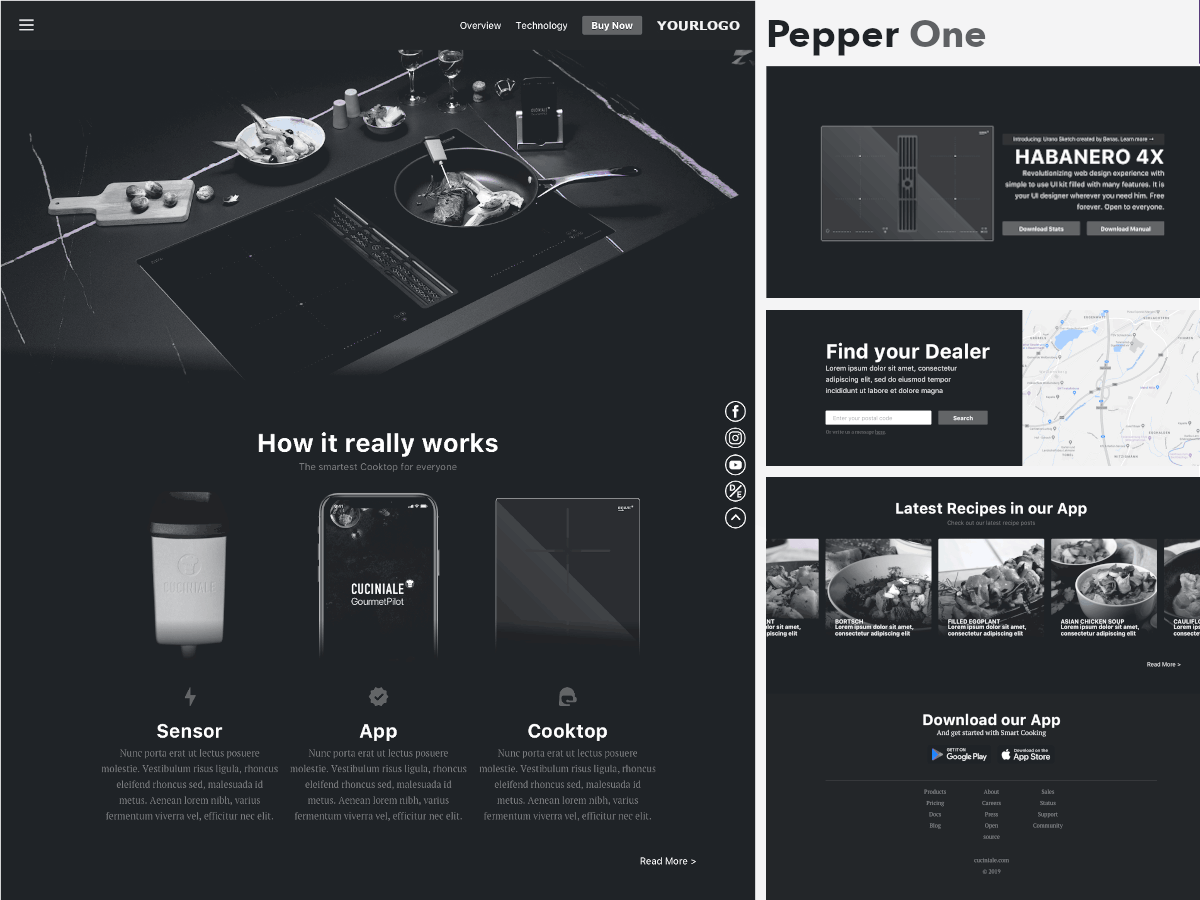 Overview
Technology
Buy Now
YOURLOGO
How it really works
The smartest Cooktop for everyone
CUCINIALE
CUCINIALE
GourmetPilot
Sensor
Nunc porta erat ut lectus posuere
molestie. Vestibulum risus ligula, rhoncus
eleifend rhoncus sed, malesuada id
metus. Aenean lorem nibh, varius
fermentum viverra vel, efficitur nec elit.
App
Nunc porta erat ut lectus posuere
molestie. Vestibulum risus ligula, rhoncus
eleifend rhoncus sed, malesuada id
metus. Aenean lorem nibh, varius
fermentum viverra vel, efficitur nec elit.
Cooktop
Nunc porta erat ut lectus posuere
molestie. Vestibulum risus ligula, rhoncus
eleifend rhoncus sed, malesuada id
metus. Aenean lorem nibh, varius
fermentum viverra vel, efficitur nec elit.
Read More >
D/E
Pepper One
Introducing: Urano Sketch created by Benas. Learn more →
HABANERO 4X
Revolutionizing web design experience with
simple to use UI kit filled with many features. It is
your UI designer wherever you need him. Free
forever. Open to everyone.
Download Stats
Download Manual
Find your Dealer
Lorem ipsum dolor sit amet, consectetur
adipiscing elit, sed do eiusmod tempor
incididunt ut labore et dolore magna
Enter your postal code
Search
Or write us a message here
Latest Recipes in our App
Check out our latest recipe posts
NT
lor sit amet,
cing elit
BORTSCH
Lorem ipsum dolor sit amet,
consectetur adipiscing elit
FILLED EGGPLANT
Lorem ipsum dolor sit amet,
consectetur adipiscing elit
ASIAN CHICKEN SOUP
Lorem ipsum dolor sit amet,
consectetur adipiscing elit
CAULIFLO
Lorem ips
consectet
Read More >
Download our App
And get started with Smart Cooking
GET IT ON
Google Play
Download on the
App Store
Products
Pricing
Docs
Blog
About
Careers
Press
Open
source
Sales
Status
Support
Community
cuciniale.com
© 2019